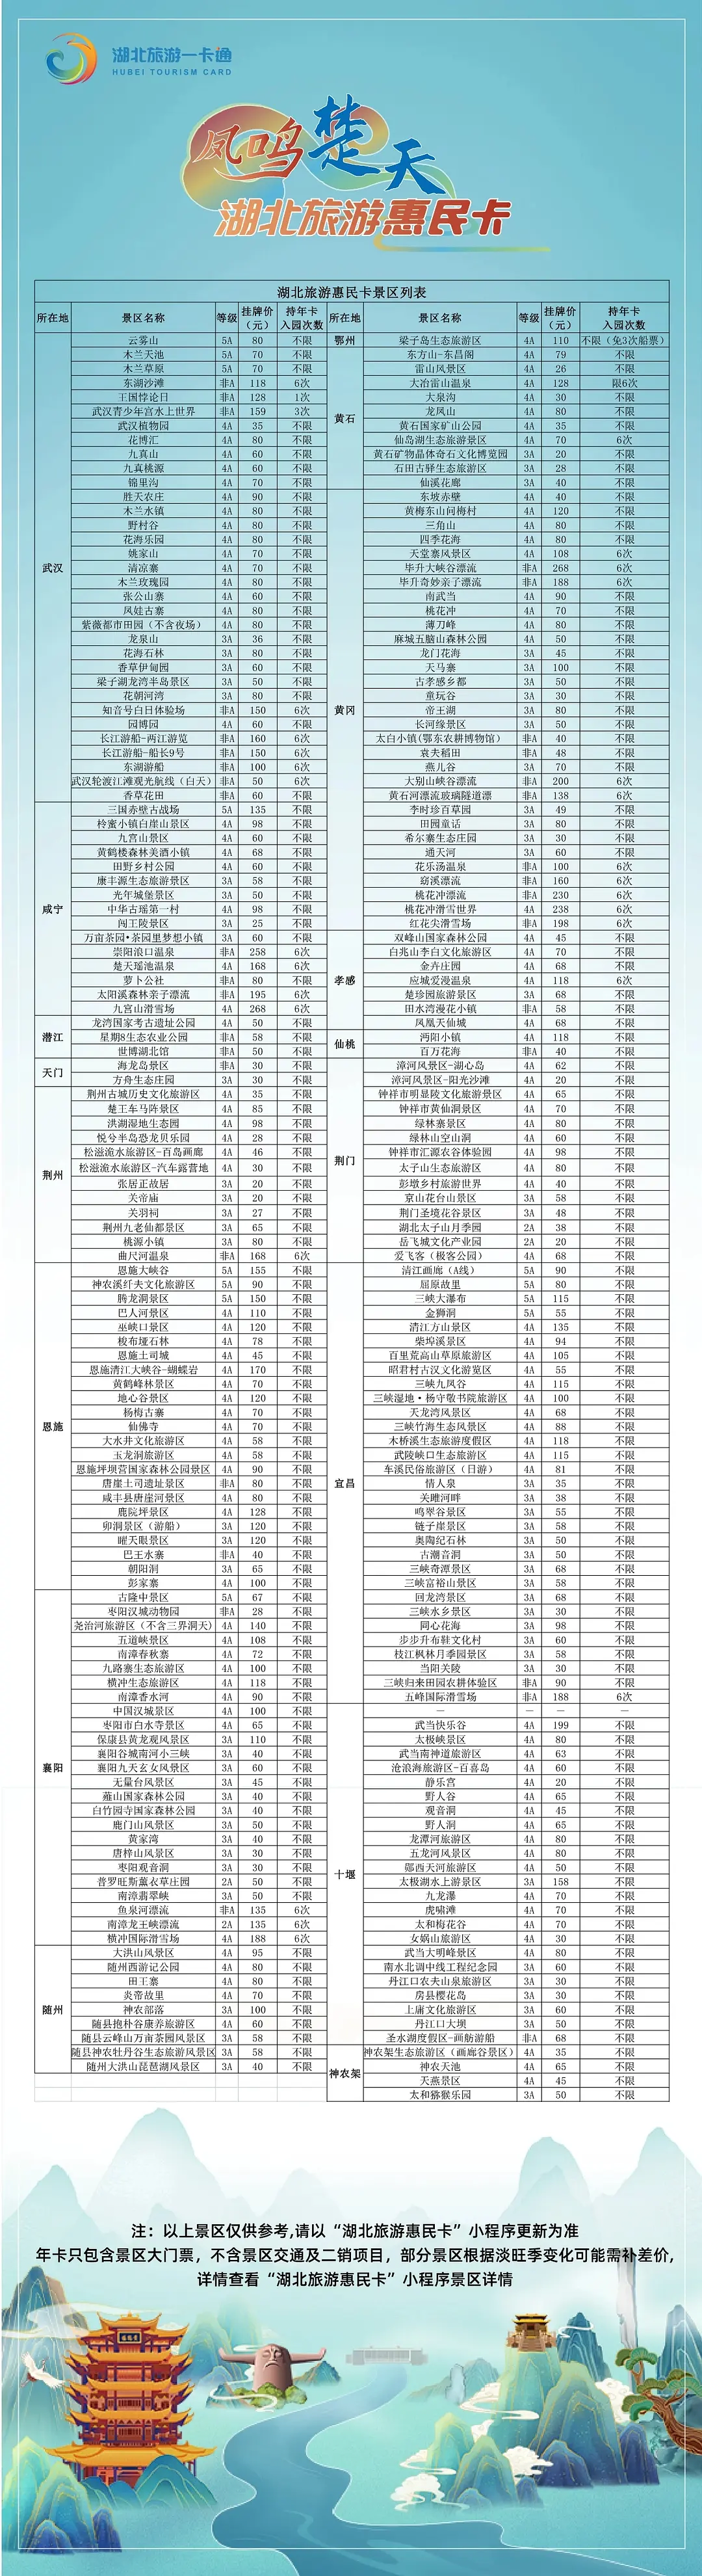 湖北旅游一卡通
HUBEI TOURISM CARD
凤鸣楚天
湖北旅游惠民卡
湖北旅游惠民卡景区列表
所在地 景区名称 等级 挂牌价（元） 持年卡入园次数 所在地 景区名称 等级 挂牌价（元） 持年卡入园次数
云雾山 5A 80 不限 鄂州 梁子岛生态旅游区 4A 110 不限（免3次船票）
木兰天池 5A 70 不限 东方山-东昌阁 4A 79 不限
木兰草原 5A 70 不限 雷山风景区 4A 26 不限
东湖沙滩 非A 118 6次 大冶雷山温泉 4A 128 限6次
王国悖论日 非A 128 1次 大泉沟 4A 30 不限
武汉青少年宫水上世界 非A 159 3次 黄石 龙凤山 4A 80 不限
武汉植物园 4A 35 不限 黄石国家矿山公园 4A 35 不限
花博汇 4A 80 不限 仙岛湖生态旅游景区 4A 70 6次
九真山 4A 60 不限 黄石矿物晶体奇石文化博览园 3A 20 不限
九真桃源 4A 60 不限 石田古驿生态旅游区 3A 28 不限
锦里沟 4A 70 不限 仙溪花廊 3A 40 不限
胜天农庄 4A 90 不限 东坡赤壁 4A 40 不限
木兰水镇 4A 80 不限 黄梅东山问梅村 4A 120 不限
野村谷 4A 80 不限 三角山 4A 80 不限
花海乐园 4A 80 不限 四季花海 4A 80 不限
姚家山 4A 70 不限 天堂寨风景区 4A 108 6次
武汉 清凉寨 4A 70 不限 毕升大峡谷漂流 非A 268 6次
木兰玫瑰园 4A 80 不限 毕升奇妙亲子漂流 非A 188 6次
张公山寨 4A 60 不限 南武当 4A 90 不限
凤娃古寨 4A 80 不限 桃花冲 4A 70 不限
紫薇都市田园（不含夜场） 4A 80 不限 薄刀峰 4A 80 不限
龙泉山 3A 36 不限 麻城五脑山森林公园 4A 50 不限
花海石林 3A 80 不限 龙门花海 3A 45 不限
香草伊甸园 3A 60 不限 天马寨 3A 100 不限
梁子湖龙湾半岛景区 3A 50 不限 古孝感乡都 3A 50 不限
花朝河湾 3A 80 不限 童玩谷 3A 30 不限
知音号白日体验场 非A 150 6次 黄冈 帝王湖 3A 80 不限
园博园 4A 60 不限 长河缘景区 3A 50 不限
长江游船-两江游览 非A 160 6次 太白小镇(鄂东农耕博物馆） 非A 40 不限
长江游船-船长9号 非A 150 6次 袁夫稻田 非A 48 不限
东湖游船 非A 100 6次 燕儿谷 3A 70 不限
武汉轮渡江滩观光航线（白天） 非A 50 6次 大别山峡谷漂流 非A 200 6次
香草花田 非A 60 不限 黄石河漂流玻璃隧道漂 非A 138 6次
三国赤壁古战场 5A 135 不限 李时珍百草园 3A 49 不限
柃蜜小镇白崖山景区 4A 98 不限 田园童话 3A 80 不限
九宫山景区 4A 60 不限 希尔寨生态庄园 3A 30 不限
黄鹤楼森林美酒小镇 4A 68 不限 通天河 3A 60 不限
田野乡村公园 4A 60 不限 花乐汤温泉 非A 100 6次
康丰源生态旅游景区 3A 58 不限 窈溪漂流 非A 160 6次
光年城堡景区 3A 50 不限 桃花冲漂流 非A 230 6次
咸宁 中华古瑶第一村 4A 98 不限 桃花冲滑雪世界 4A 238 6次
闯王陵景区 3A 25 不限 红花尖滑雪场 非A 198 6次
万亩茶园•茶园里梦想小镇 3A 60 不限 双峰山国家森林公园 4A 45 不限
崇阳浪口温泉 非A 258 6次 白兆山李白文化旅游区 4A 70 不限
楚天瑶池温泉 4A 168 6次 金卉庄园 4A 68 不限
萝卜公社 非A 80 不限 孝感 应城爱漫温泉 4A 118 6次
太阳溪森林亲子漂流 非A 195 6次 楚珍园旅游景区 3A 68 不限
九宫山滑雪场 4A 268 6次 田水湾漫花小镇 非A 58 不限
龙湾国家考古遗址公园 4A 50 不限 凤凰天仙城 4A 68 不限
潜江 星期8生态农业公园 非A 58 不限 仙桃 沔阳小镇 4A 118 不限
世博湖北馆 非A 50 不限 百万花海 非A 40 不限
天门 海龙岛景区 非A 30 不限 漳河风景区-湖心岛 4A 62 不限
方舟生态庄园 3A 30 不限 漳河风景区-阳光沙滩 4A 20 不限
荆州古城历史文化旅游区 4A 35 不限 钟祥市明显陵文化旅游景区 4A 65 不限
楚王车马阵景区 4A 85 不限 钟祥市黄仙洞景区 4A 70 不限
洪湖湿地生态园 4A 98 不限 绿林寨景区 4A 80 不限
悦兮半岛恐龙贝乐园 4A 28 不限 绿林山空山洞 4A 60 不限
松滋洈水旅游区-百岛画廊 4A 46 不限 荆门 钟祥市汇源农谷体验园 4A 98 不限
荆州 松滋洈水旅游区-汽车露营地 4A 30 不限 太子山生态旅游区 4A 80 不限
张居正故居 3A 20 不限 彭墩乡村旅游世界 4A 40 不限
关帝庙 3A 20 不限 京山花台山景区 3A 58 不限
关羽祠 3A 27 不限 荆门圣境花谷景区 3A 48 不限
荆州九老仙都景区 3A 65 不限 湖北太子山月季园 2A 38 不限
桃源小镇 3A 80 不限 岳飞城文化产业园 2A 20 不限
曲尺河温泉 非A 168 6次 爱飞客（极客公园） 4A 68 不限
恩施大峡谷 5A 155 不限 清江画廊（A线） 5A 90 不限
神农溪纤夫文化旅游区 5A 90 不限 屈原故里 5A 80 不限
腾龙洞景区 5A 150 不限 三峡大瀑布 5A 115 不限
巴人河景区 4A 110 不限 金狮洞 5A 55 不限
巫峡口景区 4A 120 不限 清江方山景区 4A 135 不限
梭布垭石林 4A 78 不限 柴埠溪景区 4A 94 不限
恩施土司城 4A 45 不限 百里荒高山草原旅游区 4A 105 不限
恩施清江大峡谷-蝴蝶岩 4A 170 不限 昭君村古汉文化游览区 4A 55 不限
黄鹤峰林景区 4A 70 不限 三峡九凤谷 4A 115 不限
地心谷景区 4A 120 不限 三峡湿地・杨守敬书院旅游区 4A 100 不限
杨梅古寨 4A 70 不限 天龙湾风景区 4A 68 不限
恩施 仙佛寺 4A 70 不限 三峡竹海生态风景区 4A 88 不限
大水井文化旅游区 4A 58 不限 木桥溪生态旅游度假区 4A 118 不限
玉龙洞旅游区 4A 58 不限 武陵峡口生态旅游区 4A 115 不限
恩施坪坝营国家森林公园景区 4A 90 不限 车溪民俗旅游区（日游） 4A 81 不限
唐崖土司遗址景区 非A 80 不限 宜昌 情人泉 3A 35 不限
咸丰县唐崖河景区 4A 80 不限 关雎河畔 3A 38 不限
鹿院坪景区 4A 128 不限 鸣翠谷景区 3A 55 不限
卯洞景区（游船） 3A 120 不限 链子崖景区 3A 58 不限
曜天眼景区 3A 120 不限 奥陶纪石林 3A 50 不限
巴王水寨 非A 40 不限 古潮音洞 3A 50 不限
朝阳洞 3A 65 不限 三峡奇潭景区 3A 68 不限
彭家寨 4A 100 不限 三峡富裕山景区 3A 58 不限
古隆中景区 5A 67 不限 回龙湾景区 3A 68 不限
枣阳汉城动物园 非A 28 不限 三峡水乡景区 3A 30 不限
尧治河旅游区（不含三界洞天) 4A 140 不限 同心花海 3A 98 不限
五道峡景区 4A 108 不限 步步升布鞋文化村 3A 60 不限
南漳春秋寨 4A 72 不限 枝江枫林月季园景区 3A 58 不限
九路寨生态旅游区 4A 100 不限 当阳关陵 3A 30 不限
横冲生态旅游区 4A 118 不限 三峡归来田园农耕体验区 非A 90 不限
南漳香水河 4A 90 不限 五峰国际滑雪场 非A 188 6次
中国汉城景区 4A 100 不限 — — — —
枣阳市白水寺景区 4A 65 不限 武当快乐谷 4A 199 不限
保康县黄龙观风景区 3A 110 不限 太极峡景区 4A 80 不限
襄阳谷城南河小三峡 3A 40 不限 武当南神道旅游区 4A 63 不限
襄阳 襄阳九天玄女风景区 3A 60 不限 沧浪海旅游区-百喜岛 4A 60 不限
无量台风景区 3A 45 不限 静乐宫 4A 20 不限
薤山国家森林公园 3A 40 不限 野人谷 4A 65 不限
白竹园寺国家森林公园 3A 40 不限 观音洞 4A 45 不限
鹿门山风景区 3A 50 不限 野人洞 4A 65 不限
黄家湾 3A 40 不限 龙潭河旅游区 4A 80 不限
唐梓山风景区 3A 30 不限 五龙河风景区 4A 80 不限
枣阳观音洞 3A 30 不限 十堰 郧西天河旅游区 4A 50 不限
普罗旺斯薰衣草庄园 2A 50 不限 太极湖水上游景区 3A 158 不限
南漳翡翠峡 3A 50 不限 九龙瀑 4A 70 不限
鱼泉河漂流 非A 135 6次 虎啸滩 4A 70 不限
南漳龙王峡漂流 2A 135 6次 太和梅花谷 4A 70 不限
横冲国际滑雪场 4A 188 6次 女娲山旅游区 4A 30 不限
大洪山风景区 4A 95 不限 武当大明峰景区 4A 80 不限
随州西游记公园 4A 80 不限 南水北调中线工程纪念园 3A 60 不限
田王寨 4A 80 不限 丹江口农夫山泉旅游区 3A 30 不限
炎帝故里 4A 70 不限 房县樱花岛 3A 30 不限
随州 神农部落 3A 100 不限 上庸文化旅游区 3A 60 不限
随县抱朴谷康养旅游区 4A 60 不限 丹江口大坝 3A 50 不限
随县云峰山万亩茶园风景区 3A 58 不限 圣水湖度假区-画舫游船 非A 68 不限
随县神农牡丹谷生态旅游风景区 3A 58 不限 神农架生态旅游区（画廊谷景区） 4A 35 不限
随州大洪山琵琶湖风景区 3A 40 不限 神农架 神农天池 4A 65 不限
天燕景区 4A 45 不限
太和猕猴乐园 3A 50 不限
注：以上景区仅供参考,请以“湖北旅游惠民卡”小程序更新为准
年卡只包含景区大门票，不含景区交通及二销项目，部分景区根据淡旺季变化可能需补差价,
详情查看“湖北旅游惠民卡”小程序景区详情